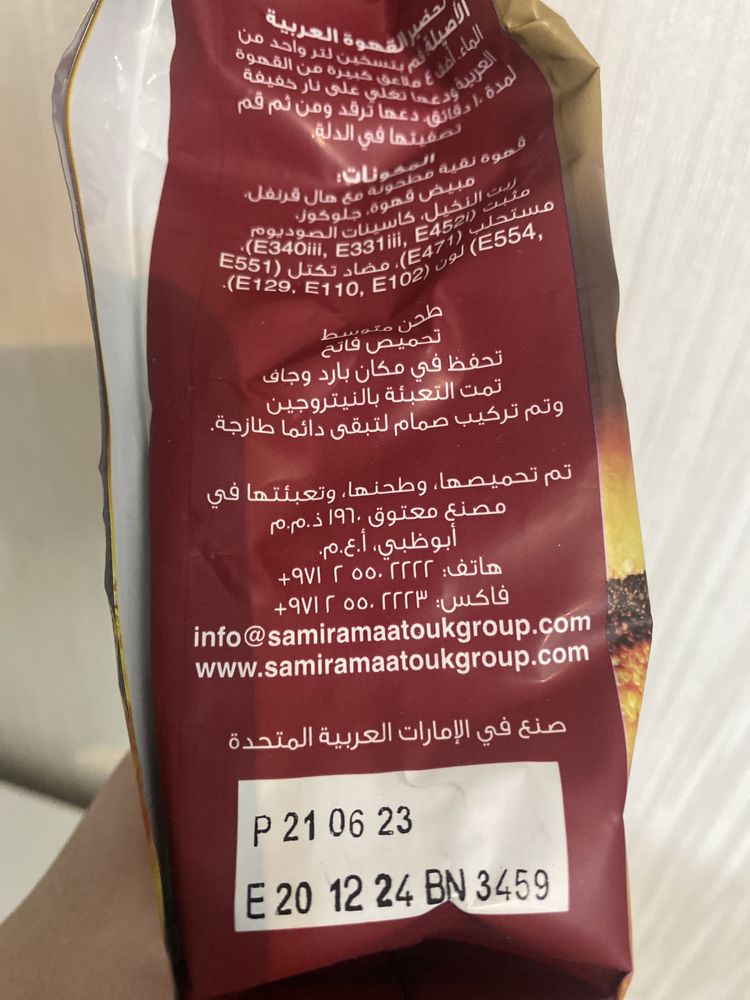 لتحضير القهوة العربية
الأصيلة قم بتسخين لتر واحد من
الماء. أضف ٤ ملاعق كبيرة من القهوة
العربية ودعها تغلي على نار خفيفة
لمدة ١٠ دقائق. دعها ترقد ومن ثم قم
تصفيتها في الدلة.
المكونات:
قهوة نقية مطحونة مع هال قرنفل،
مبيض قهوة، جلوكوز،
زيت النخيل، كاسينات الصوديوم
مثبت (E340iii, E331iii, E452i)،
مستحلب (E471)، مضاد تكتل (E551
E554,) لون (E129, E110, E102).
طحن متوسط
تحميص فاتح
تحفظ في مكان بارد وجاف
تمت التعبئة بالنيتروجين
وتم تركيب صمام لتبقى دائما طازجة.
تم تحميصها، وطحنها، وتعبئتها في
مصنع معتوق ١٩٦٠ ذ.م.م
أبوظبي، أ.ع.م.
هاتف: ٢٢٢٢ ٥٥٠ ٢ ٩٧١+
فاكس: ٢٢٢٣ ٥٥٠ ٢ ٩٧١+
info@samiramaatoukgroup.com
www.samiramaatoukgroup.com
صنع في الإمارات العربية المتحدة
P 21 06 23
E 20 12 24 BN 3459